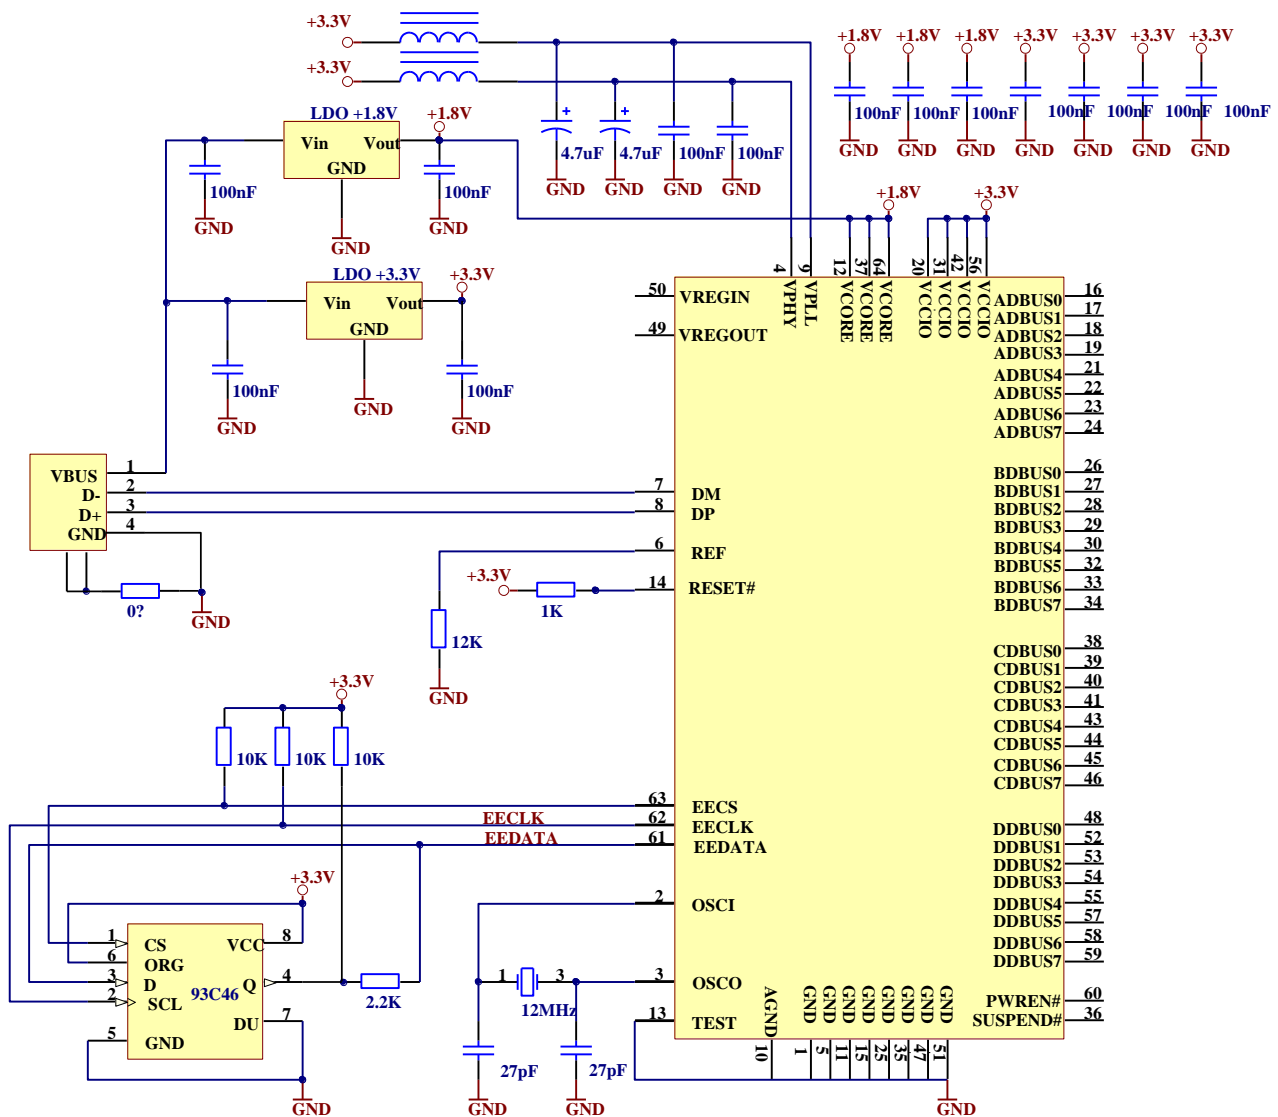 +3.3V
+3.3V
+1.8V +1.8V +1.8V +3.3V +3.3V +3.3V +3.3V
100nF 100nF 100nF 100nF 100nF 100nF 100nF
GND GND GND GND GND GND GND
LDO +1.8V
+1.8V
Vin Vout
GND
4.7uF 4.7uF 100nF 100nF
GND GND GND GND
100nF 100nF
GND GND GND
+1.8V +3.3V
LDO +3.3V
+3.3V
Vin Vout
GND
100nF 100nF
GND GND GND
4 9 12 37 64 20 31 42 56
VPHY VPLL VCORE VCORE VCORE VCCIO VCCIO VCCIO VCCIO
50 VREGIN
49 VREGOUT
ADBUS0 16
ADBUS1 17
ADBUS2 18
ADBUS3 19
ADBUS4 21
ADBUS5 22
ADBUS6 23
ADBUS7 24
BDBUS0 26
BDBUS1 27
BDBUS2 28
BDBUS3 29
BDBUS4 30
BDBUS5 32
BDBUS6 33
BDBUS7 34
VBUS 1
D- 2
D+ 3
GND 4
7 DM
8 DP
6 REF
14 RESET#
+3.3V
1K
0?
GND
12K
GND
CDBUS0 38
CDBUS1 39
CDBUS2 40
CDBUS3 41
CDBUS4 43
CDBUS5 44
CDBUS6 45
CDBUS7 46
+3.3V
10K 10K 10K
63 EECS
EECLK 62 EECLK
EEDATA 61 EEDATA
DDBUS0 48
DDBUS1 52
DDBUS2 53
DDBUS3 54
DDBUS4 55
DDBUS5 57
DDBUS6 58
DDBUS7 59
+3.3V
2 OSCI
1 CS VCC 8
6 ORG
3 D Q 4
2 SCL 93C46
DU 7
5 GND
2.2K
GND
1 3
12MHz
3 OSCO
13 TEST
27pF 27pF
GND GND
PWREN# 60
SUSPEND# 36
AGND GND GND GND GND GND GND GND GND
10 1 5 11 15 25 35 47 51
GND